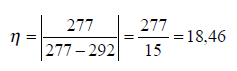 η = |277 / (277 − 292)| = 277 / 15 = 18,46